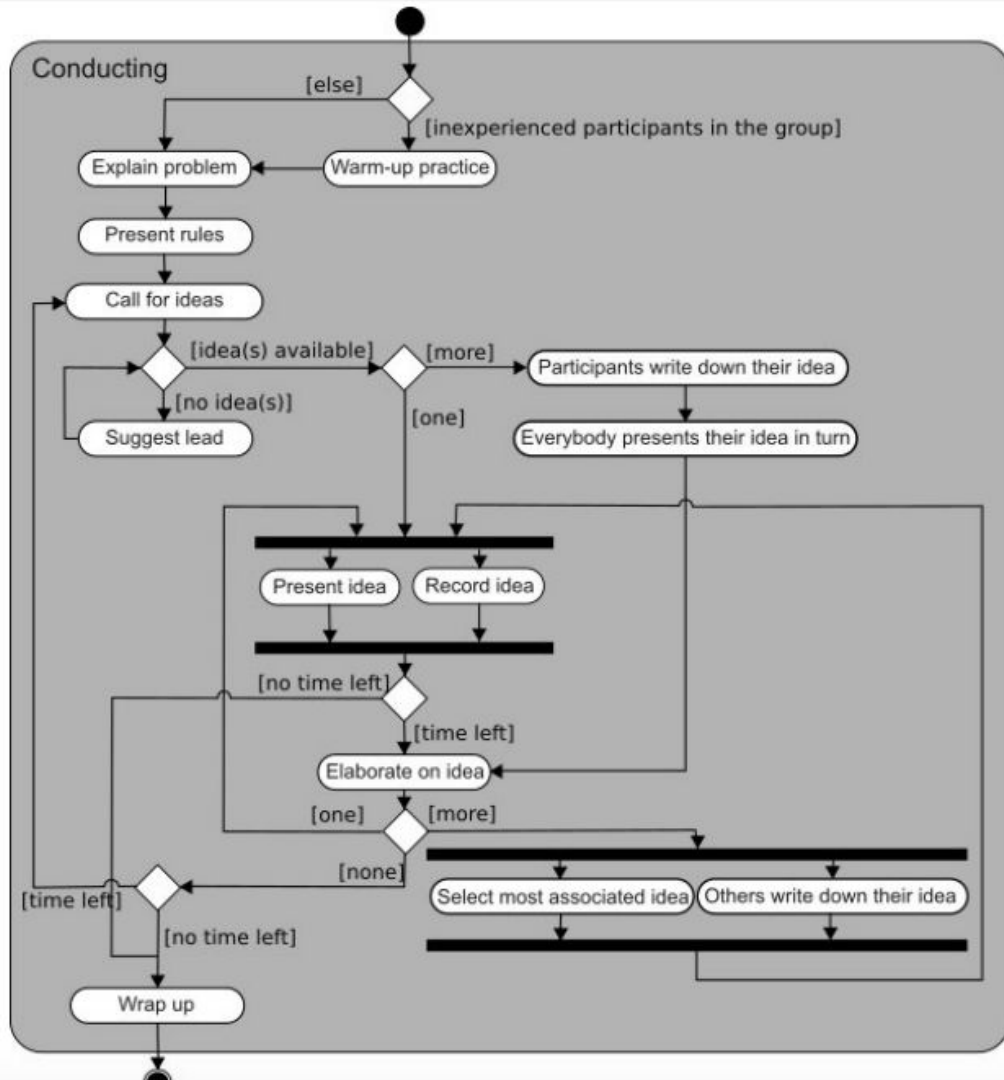 Conducting
[else]
[inexperienced participants in the group]
Explain problem
Warm-up practice
Present rules
Call for ideas
[idea(s) available]
[more]
Participants write down their idea
[no idea(s)]
[one]
Suggest lead
Everybody presents their idea in turn
Present idea
Record idea
[no time left]
[time left]
Elaborate on idea
[one]
[more]
[none]
[time left]
Select most associated idea
Others write down their idea
[no time left]
Wrap up